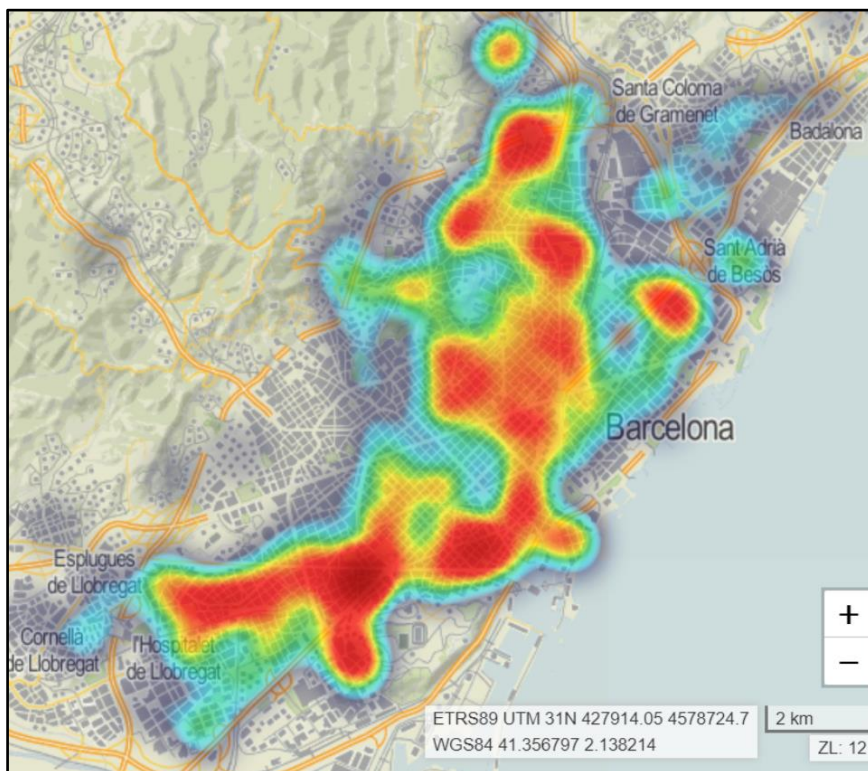 Santa Coloma
de Gramenet
Badalona
Sant Adrià
de Besòs
Barcelona
Esplugues
de Llobregat
Cornellà
de Llobregat
l'Hospitalet
de Llobregat
+
−
ETRS89 UTM 31N 427914.05 4578724.7
WGS84 41.356797 2.138214
2 km
ZL: 12